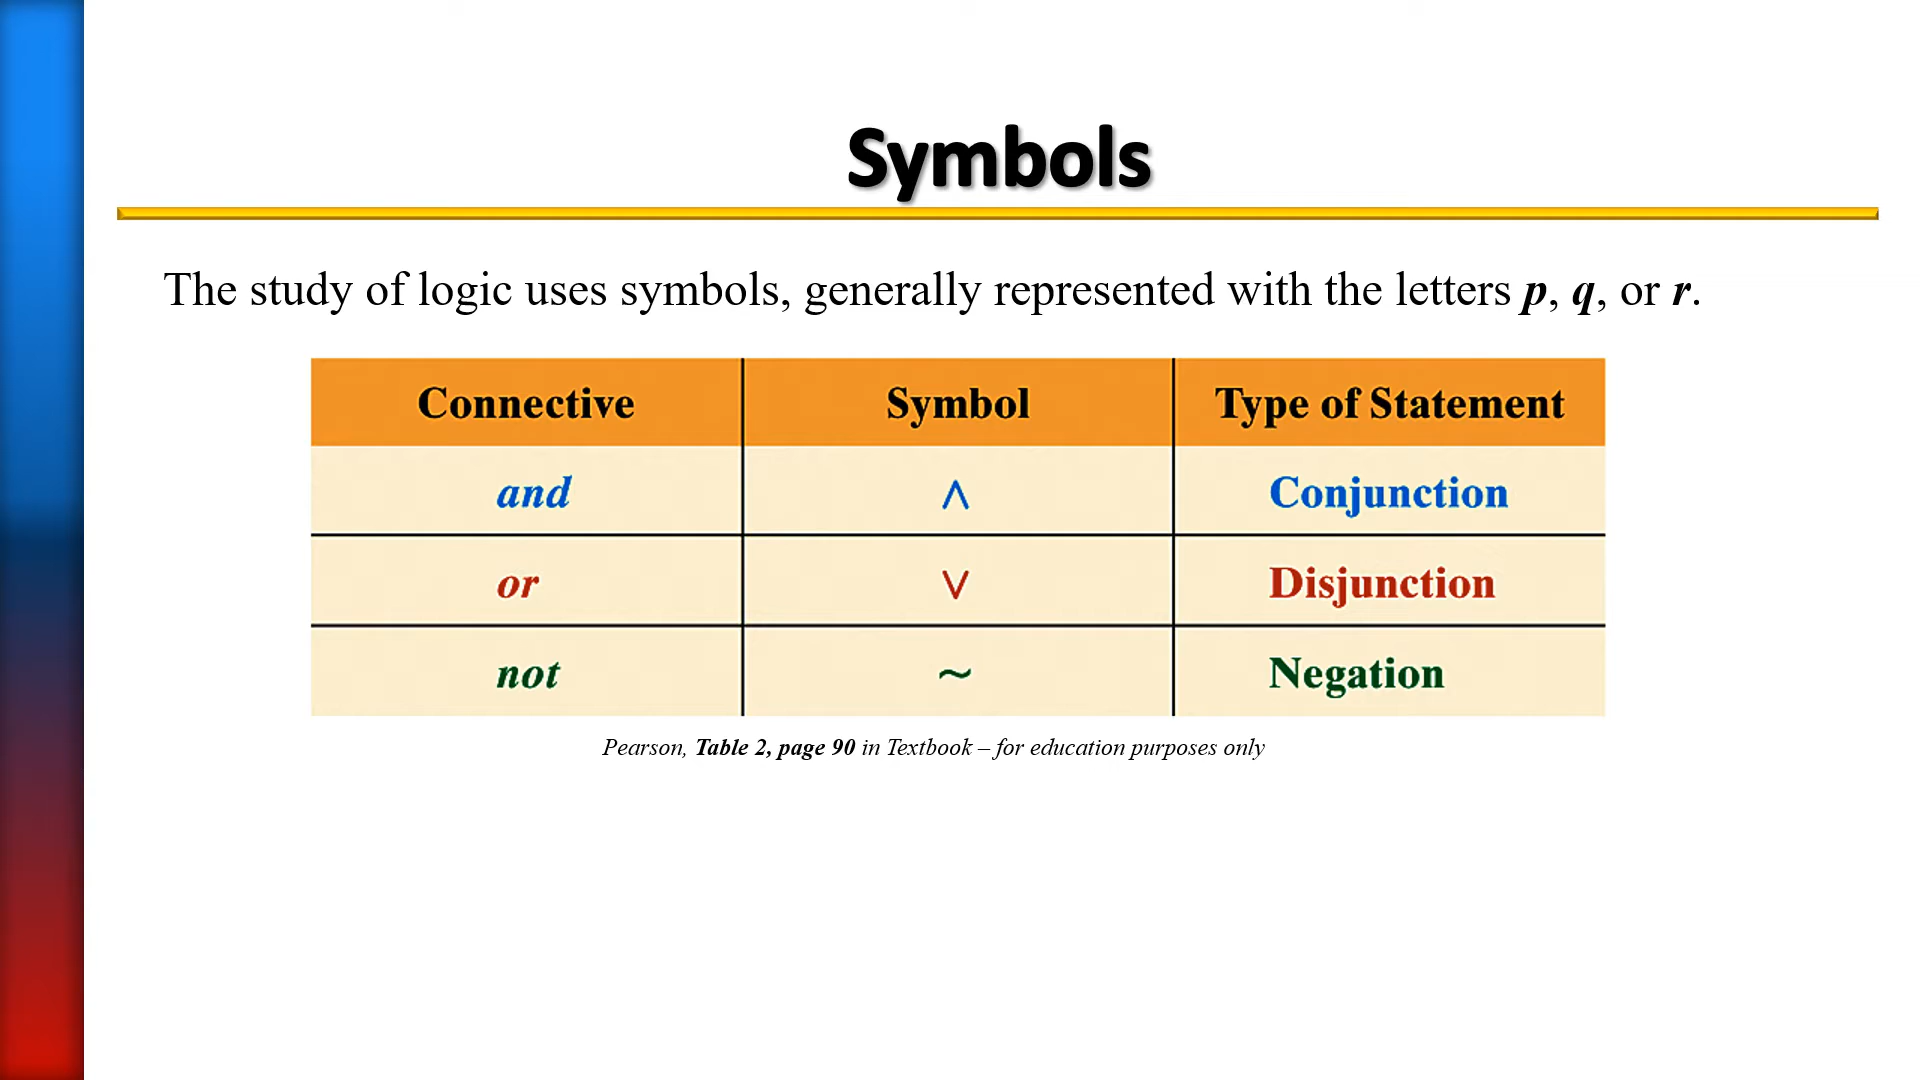 Symbols
The study of logic uses symbols, generally represented with the letters p, q, or r.
Connective Symbol Type of Statement
and ∧ Conjunction
or ∨ Disjunction
not ~ Negation
Pearson, Table 2, page 90 in Textbook – for education purposes only